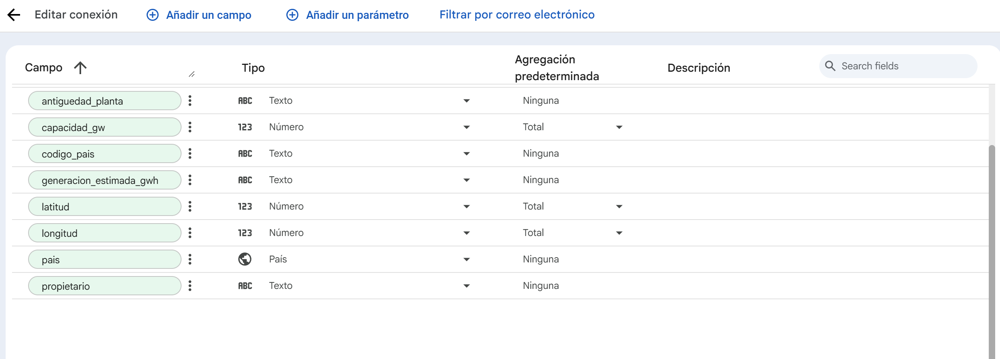 Editar conexión Añadir un campo Añadir un parámetro Filtrar por correo electrónico
Campo Tipo Agregación predeterminada Descripción Search fields
antiguedad_planta ABC Texto Ninguna
capacidad_gw 123 Número Total
codigo_pais ABC Texto Ninguna
generacion_estimada_gwh ABC Texto Ninguna
latitud 123 Número Total
longitud 123 Número Total
pais País Ninguna
propietario ABC Texto Ninguna